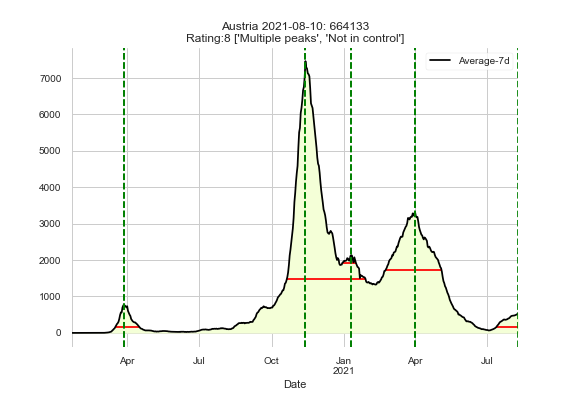 Austria 2021-08-10: 664133
Rating:8 ['Multiple peaks', 'Not in control']
Average-7d
7000
6000
5000
4000
3000
2000
1000
0
Apr Jul Oct Jan Apr Jul
2021
Date